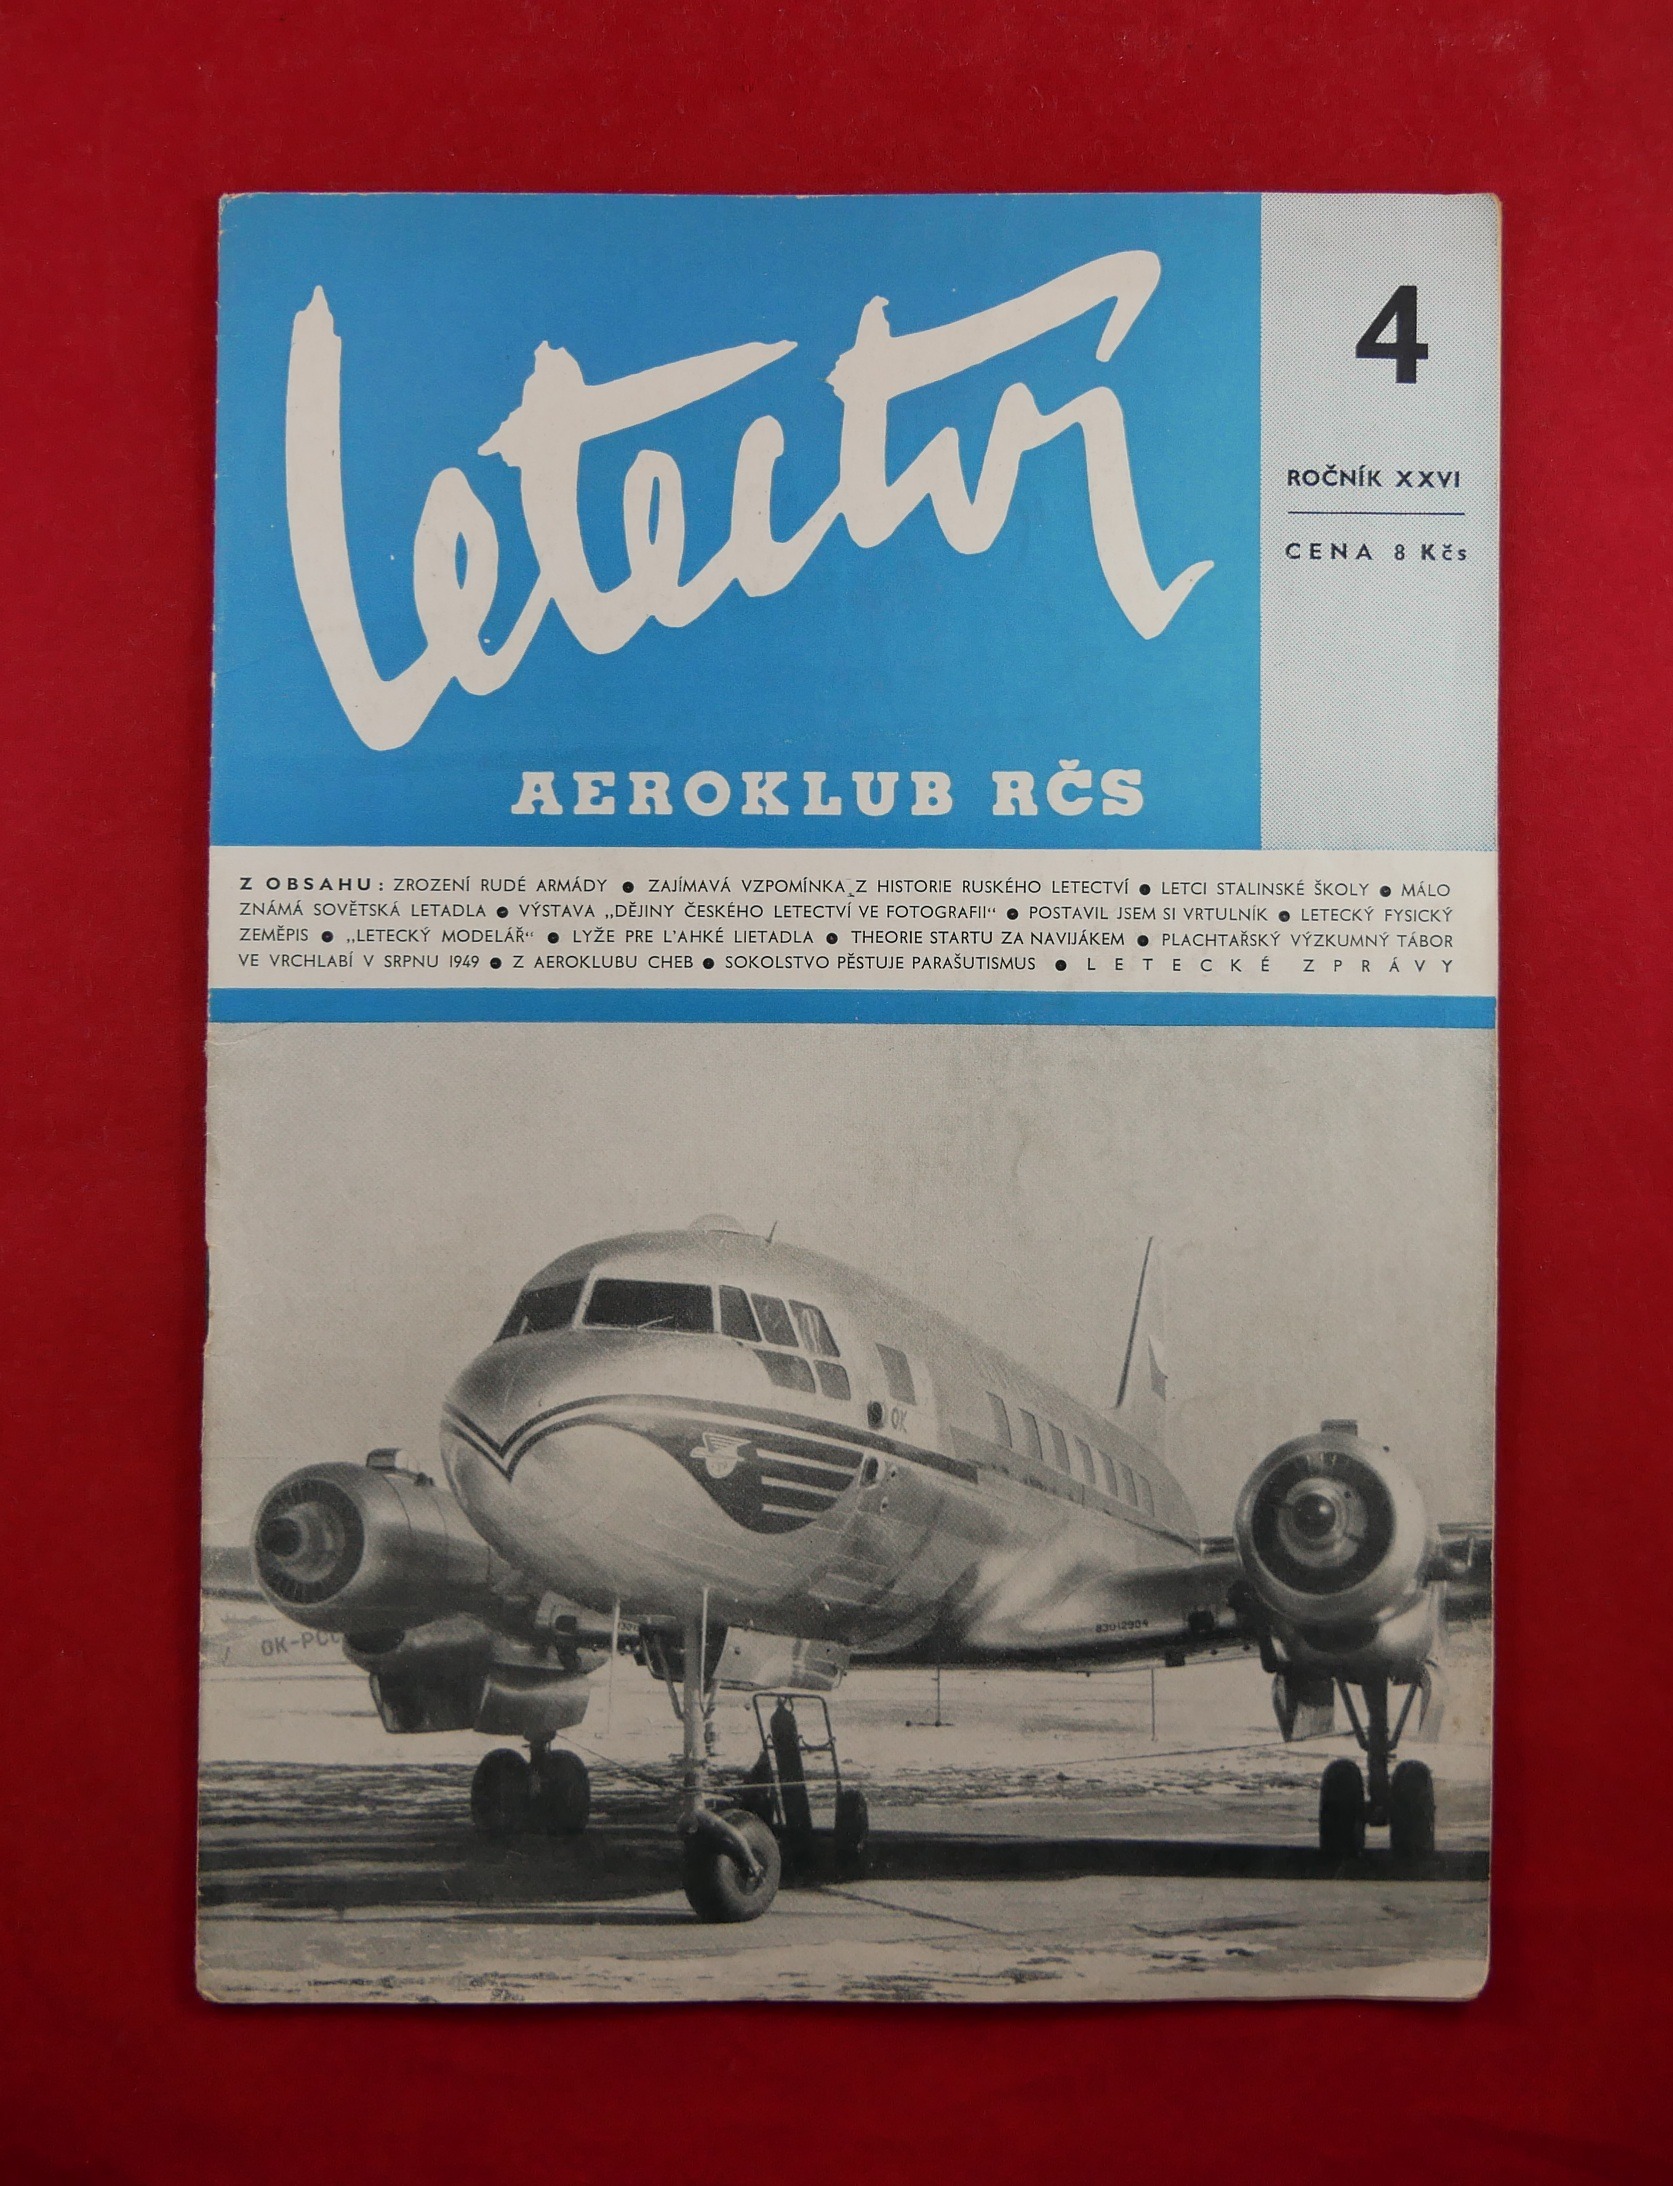 Letectví
AEROKLUB RČS
4
ROČNÍK XXVI
CENA 8 Kčs
Z OBSAHU: ZROZENÍ RUDÉ ARMÁDY ● ZAJÍMAVÁ VZPOMÍNKA Z HISTORIE RUSKÉHO LETECTVÍ ● LETCI STALINSKÉ ŠKOLY ● MÁLO
ZNÁMÁ SOVĚTSKÁ LETADLA ● VÝSTAVA „DĚJINY ČESKÉHO LETECTVÍ VE FOTOGRAFII“ ● POSTAVIL JSEM SI VRTULNÍK ● LETECKÝ FYSICKÝ
ZEMĚPIS ● „LETECKÝ MODELÁŘ“ ● LYŽE PRE L'AHKÉ LIETADLA ● THEORIE STARTU ZA NAVIJÁKEM ● PLACHTAŘSKÝ VÝZKUMNÝ TÁBOR
VE VRCHLABÍ V SRPNU 1949 ● Z AEROKLUBU CHEB ● SOKOLSTVO PĚSTUJE PARAŠUTISMUS ● LETECKÉ ZPRÁVY
OK
83012904